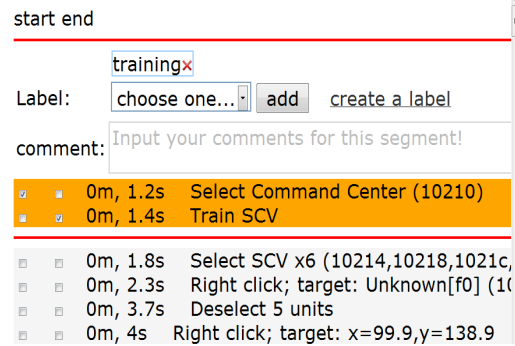 start end
training×
Label: choose one... add create a label
comment: Input your comments for this segment!
0m, 1.2s Select Command Center (10210)
0m, 1.4s Train SCV
0m, 1.8s Select SCV x6 (10214,10218,1021c,
0m, 2.3s Right click; target: Unknown[f0] (10
0m, 3.7s Deselect 5 units
0m, 4s Right click; target: x=99.9,y=138.9